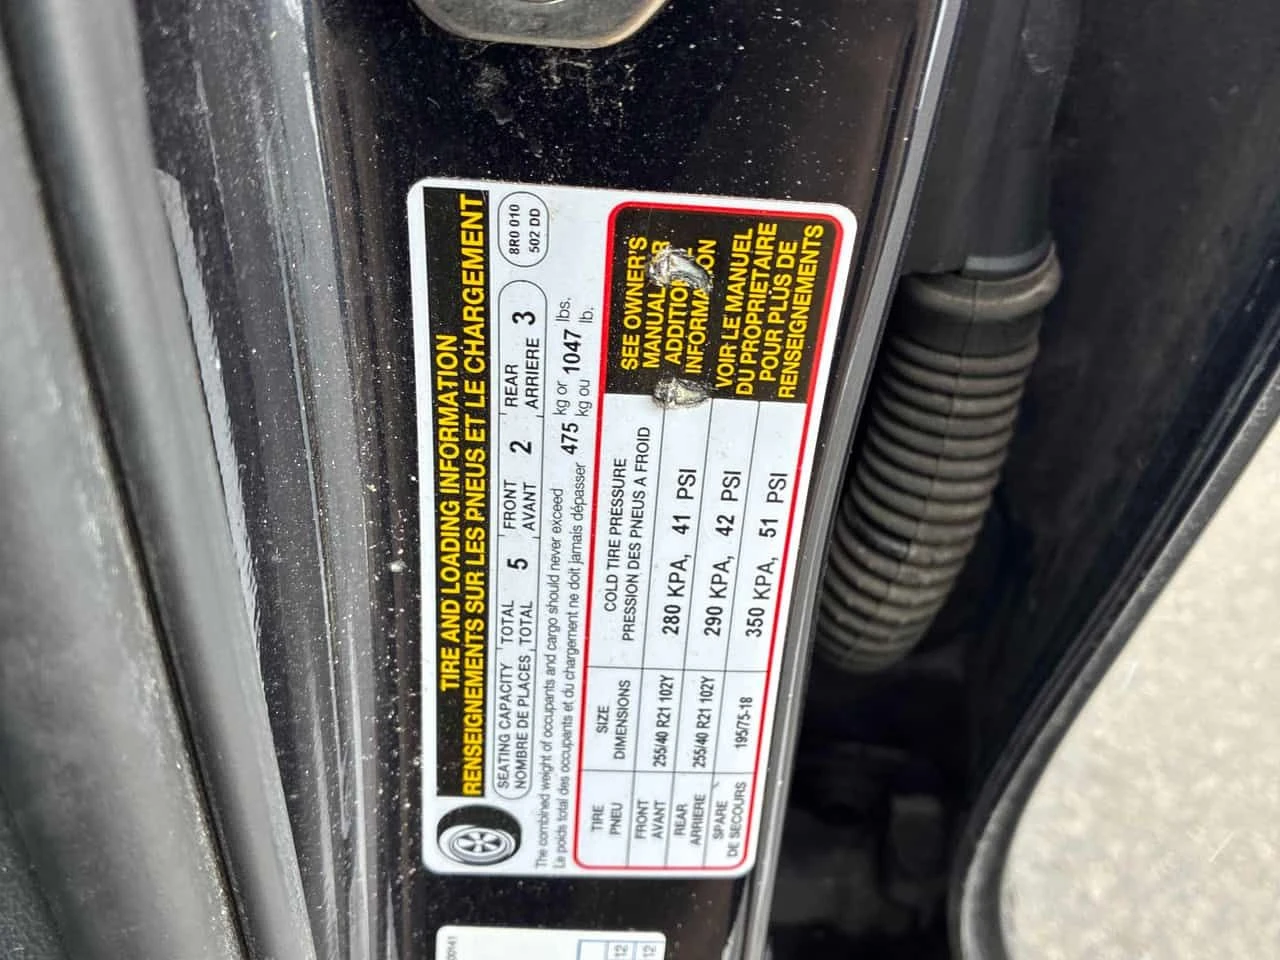 TIRE AND LOADING INFORMATION
RENSEIGNEMENTS SUR LES PNEUS ET LE CHARGEMENT
SEATING CAPACITY TOTAL 5 FRONT 2 REAR 3
NOMBRE DE PLACES TOTAL AVANT ARRIERE
8R0 010
502 DD
The combined weight of occupants and cargo should never exceed 475 kg or 1047 lbs.
Le poids total des occupants et du chargement ne doit jamais dépasser kg ou lb.
TIRE SIZE COLD TIRE PRESSURE
PNEU DIMENSIONS PRESSION DES PNEUS A FROID
FRONT
AVANT 255/40 R21 102Y 280 KPA, 41 PSI
REAR
ARRIERE 255/40 R21 102Y 290 KPA, 42 PSI
SPARE
DE SECOURS 195/75-18 350 KPA, 51 PSI
SEE OWNER'S
MANUAL
ADDITION
INFORMATION
VOIR LE MANUEL
DU PROPRIETAIRE
POUR PLUS DE
RENSEIGNEMENTS
12
12